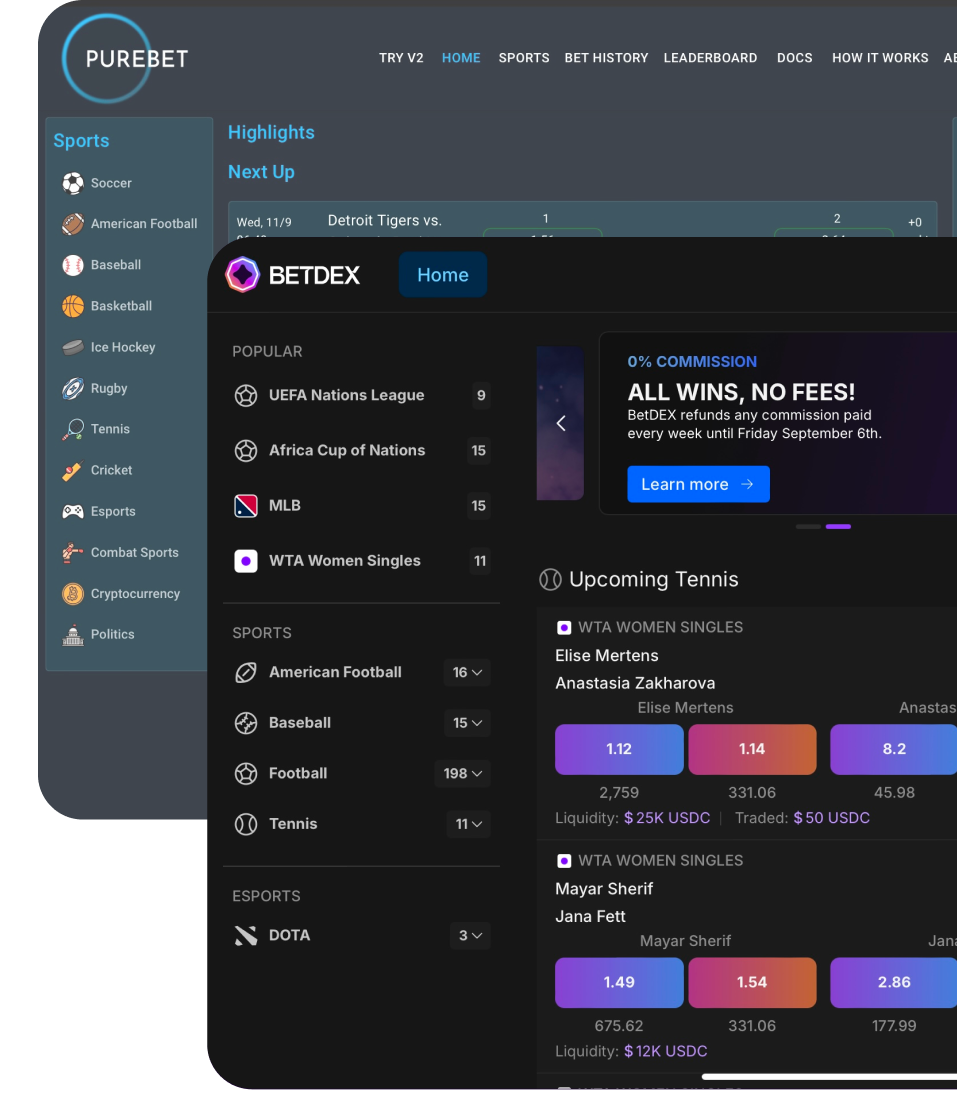 PUREBET
TRY V2 HOME SPORTS BET HISTORY LEADERBOARD DOCS HOW IT WORKS
Sports
Soccer
American Football
Baseball
Basketball
Ice Hockey
Rugby
Tennis
Cricket
Esports
Combat Sports
Cryptocurrency
Politics
Highlights
Next Up
Wed, 11/9 Detroit Tigers vs. 1 2 +0
BETDEX Home
POPULAR
UEFA Nations League 9
Africa Cup of Nations 15
MLB 15
WTA Women Singles 11
SPORTS
American Football 16
Baseball 15
Football 198
Tennis 11
ESPORTS
DOTA 3
0% COMMISSION
ALL WINS, NO FEES!
BetDEX refunds any commission paid
every week until Friday September 6th.
Learn more →
Upcoming Tennis
WTA WOMEN SINGLES
Elise Mertens
Anastasia Zakharova
Elise Mertens Anastas
1.12 1.14 8.2
2,759 331.06 45.98
Liquidity: $25K USDC | Traded: $50 USDC
WTA WOMEN SINGLES
Mayar Sherif
Jana Fett
Mayar Sherif Jana
1.49 1.54 2.86
675.62 331.06 177.99
Liquidity: $12K USDC